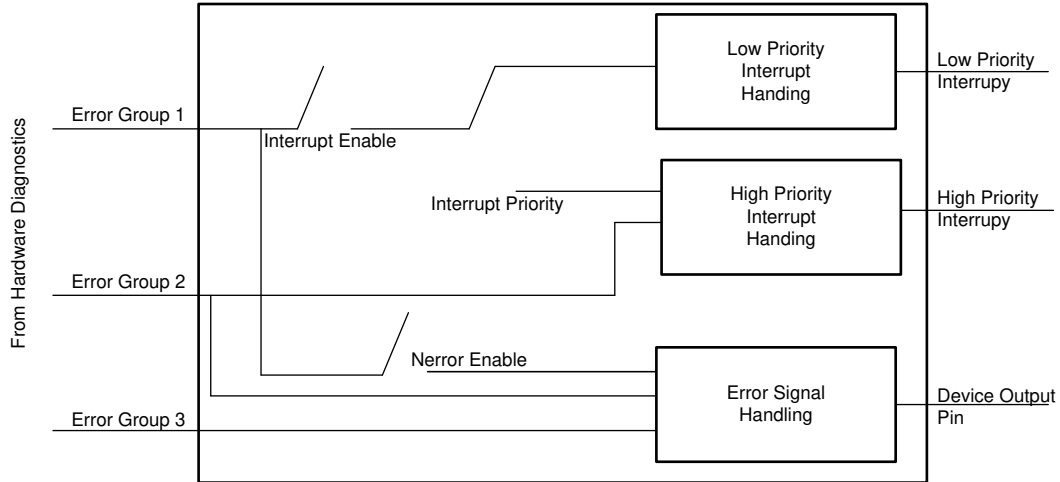 Low Priority
Interrupt
Handing
Low Priority
Interrupy
Error Group 1
Interrupt Enable
High Priority
Interrupt
Handing
High Priority
Interrupy
Interrupt Priority
From Hardware Diagnostics
Error Group 2
Nerror Enable
Error Signal
Handling
Device Output
Pin
Error Group 3